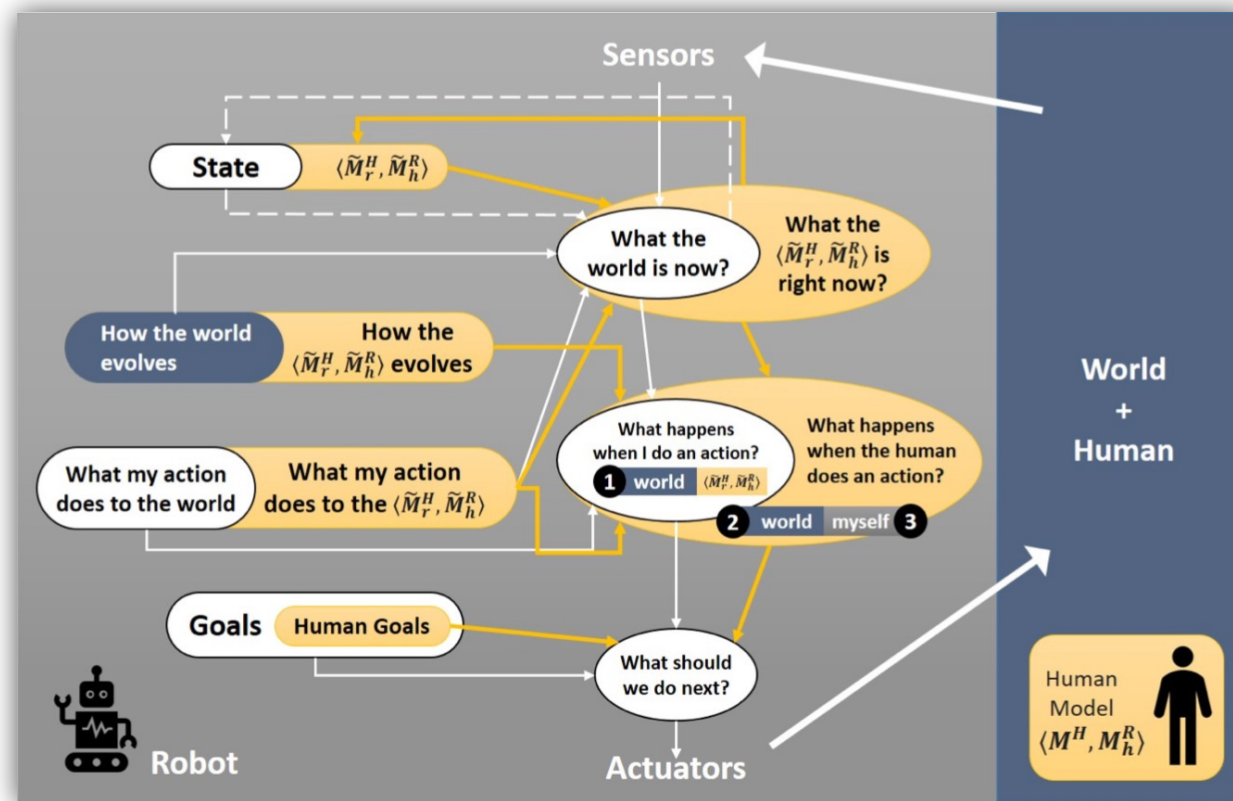 Sensors
State
⟨M̃ᴴᵣ, M̃ᴿₕ⟩
What the
world is now?
What the
⟨M̃ᴴᵣ, M̃ᴿₕ⟩ is
right now?
How the world
evolves
How the
⟨M̃ᴴᵣ, M̃ᴿₕ⟩ evolves
What my action
does to the world
What my action
does to the ⟨M̃ᴴᵣ, M̃ᴿₕ⟩
What happens
when I do an action?
1 world ⟨M̃ᴴᵣ, M̃ᴿₕ⟩
What happens
when the human
does an action?
2 world myself 3
Goals
Human Goals
What should
we do next?
Robot
Actuators
World
+
Human
Human
Model
⟨Mᴴ, Mᴿₕ⟩